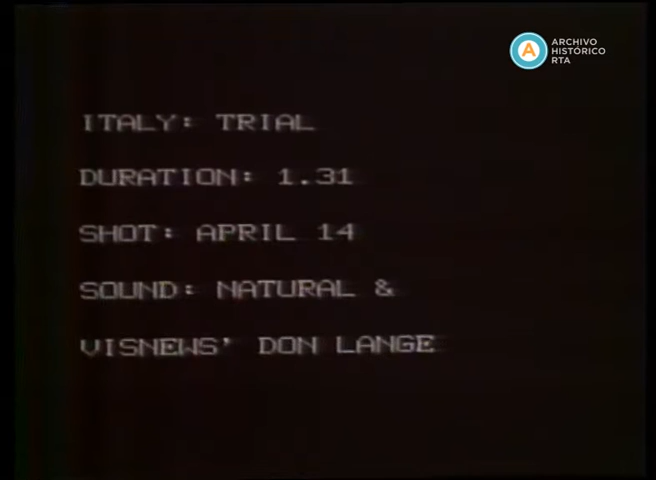 A
ARCHIVO
HISTÓRICO
RTA
ITALY: TRIAL
DURATION: 1.31
SHOT: APRIL 14
SOUND: NATURAL &
VISNEWS' DON LANGE